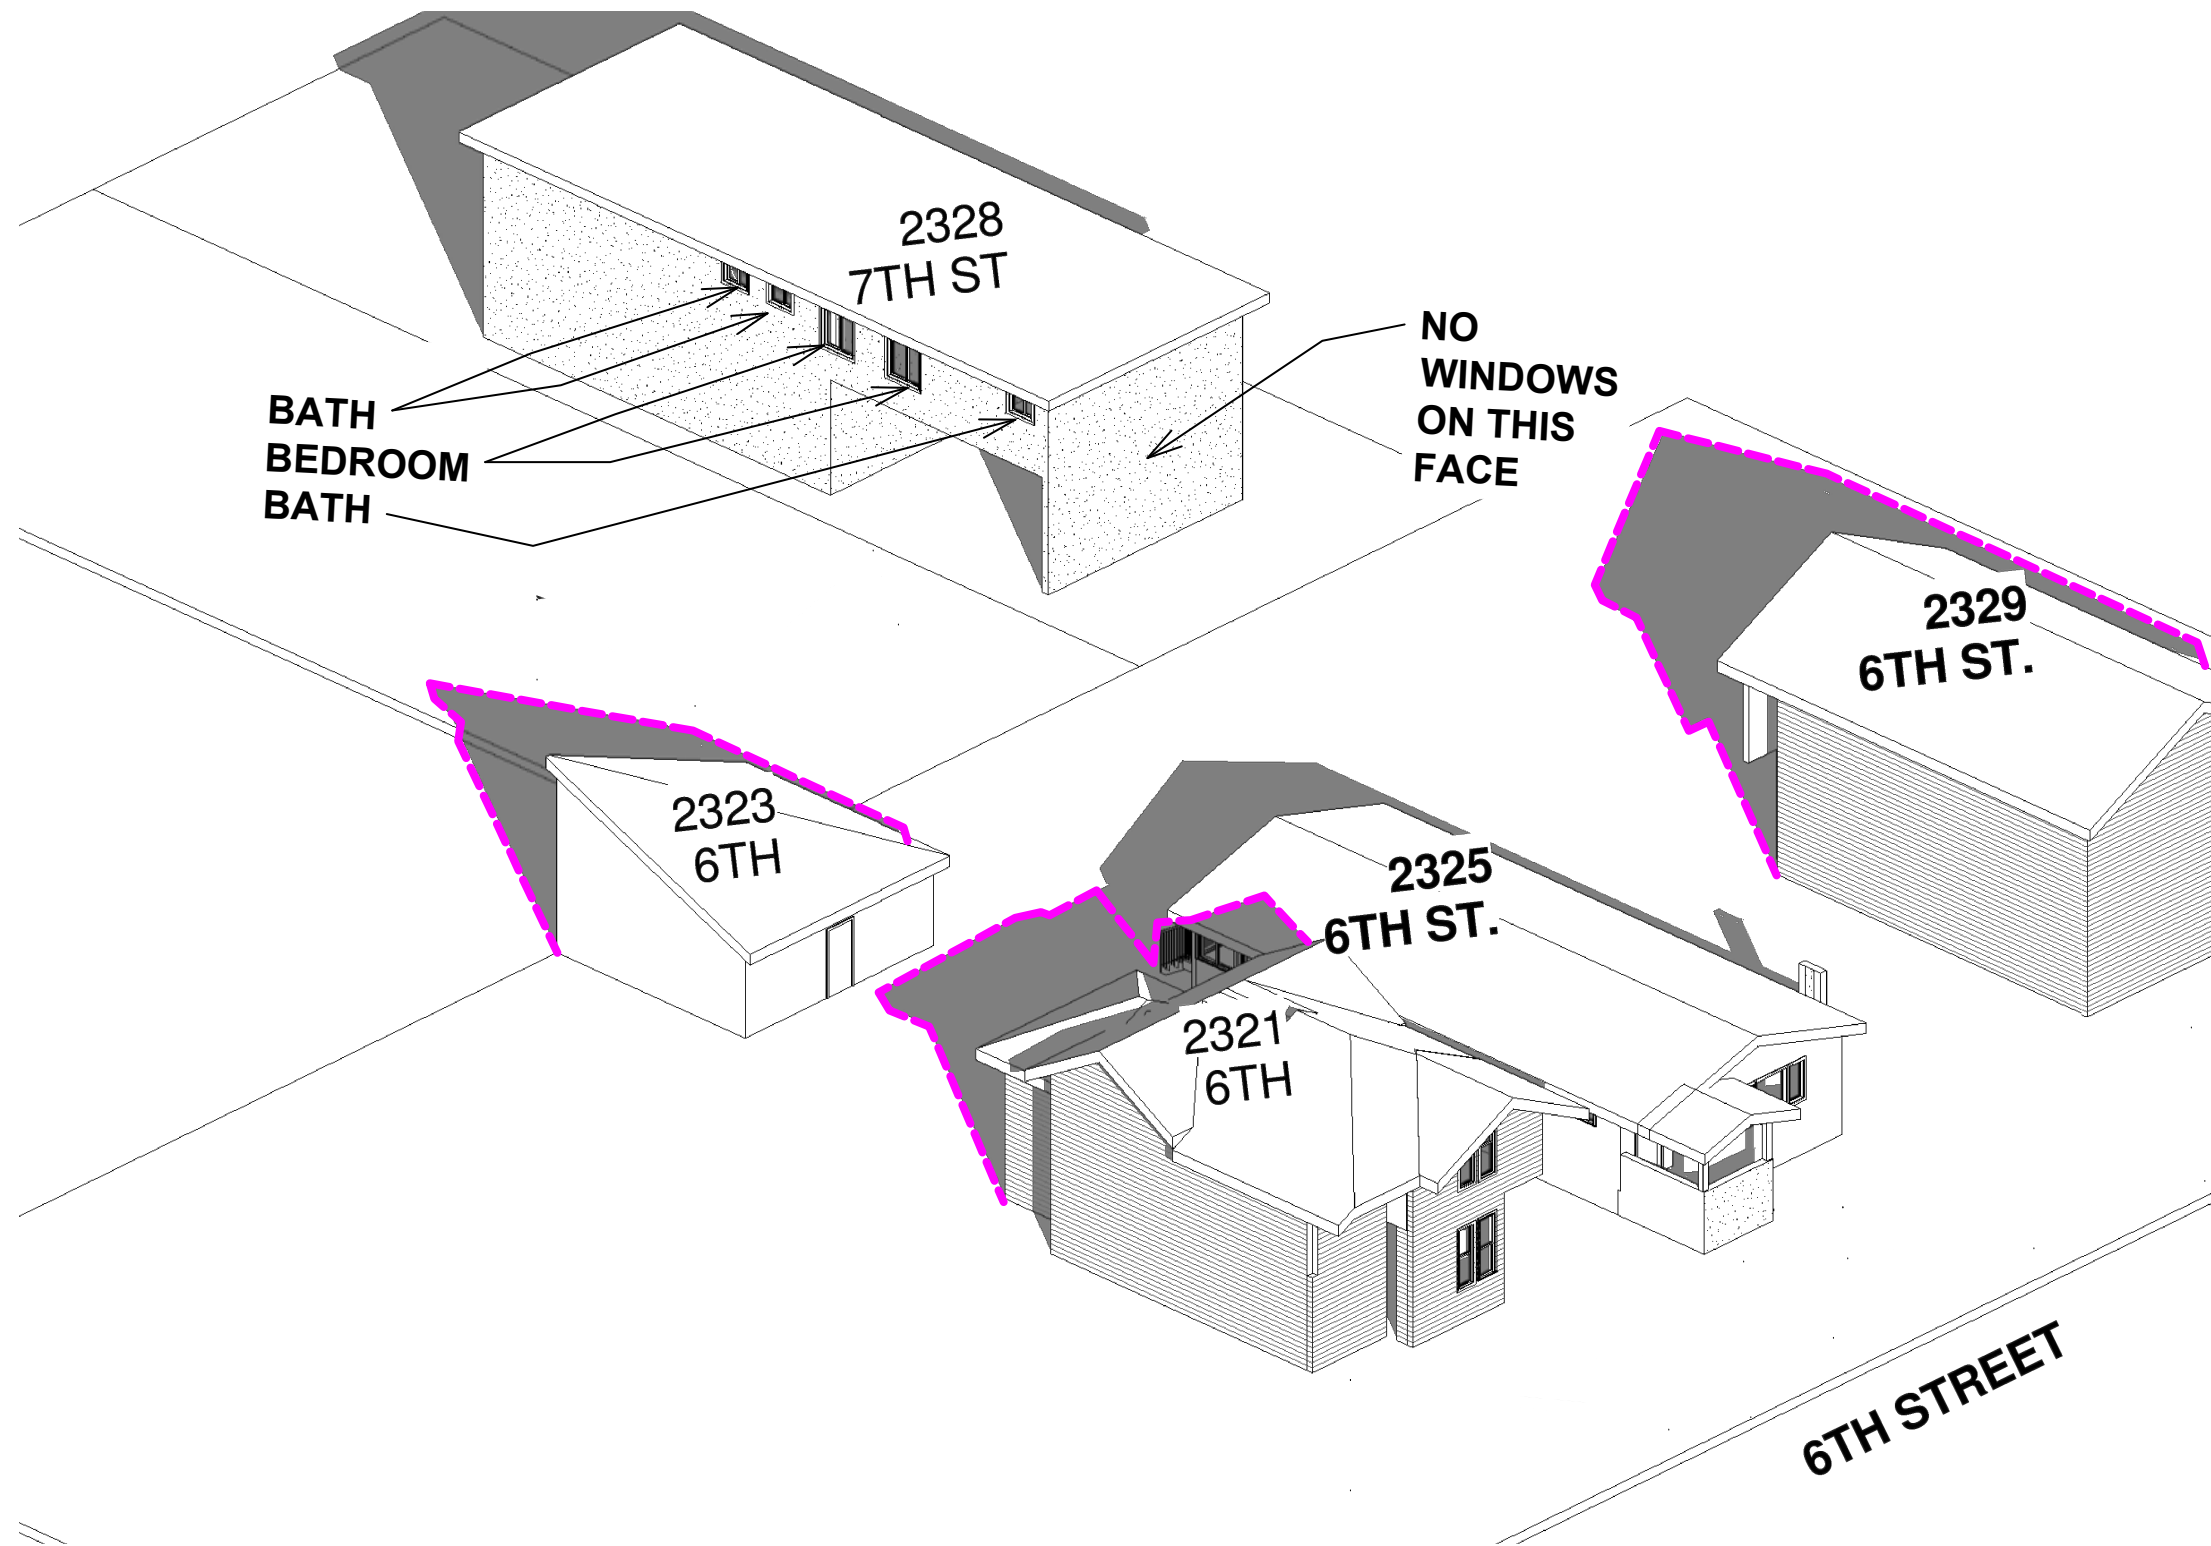 2328
7TH ST
NO
WINDOWS
ON THIS
FACE
BATH
BEDROOM
BATH
2329
6TH ST.
2323
6TH
2325
6TH ST.
2321
6TH
6TH STREET